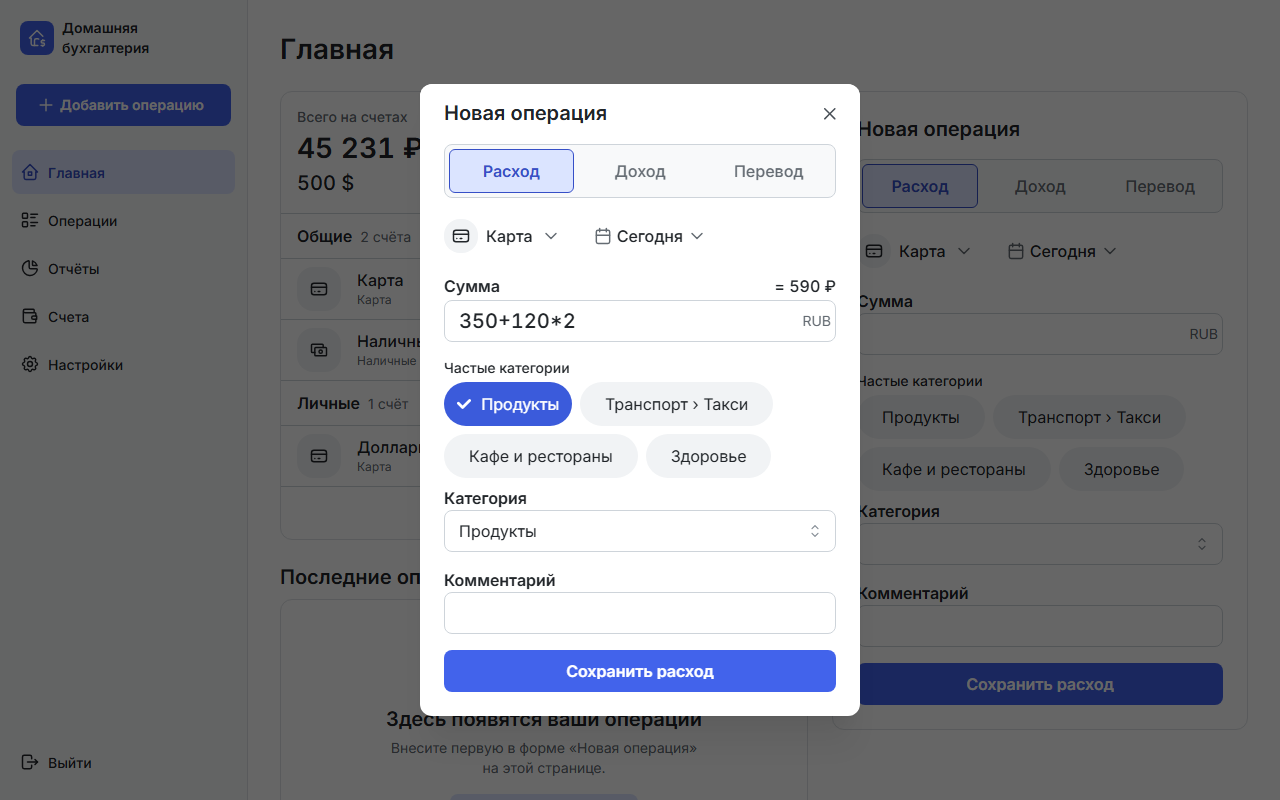 Домашняя
бухгалтерия
Добавить операцию
Главная
Операции
Отчёты
Счета
Настройки
Выйти
Главная
Всего на счетах
45 231 ₽
500 $
Общие 2 счёта
Карта
Карта
Наличные
Личные 1 счёт
Карта
Последние
Здесь появятся ваши операции
Внесите первую в форме «Новая операция»
на этой странице.
Новая операция
Расход Доход Перевод
Карта Сегодня
Сумма = 590 ₽
350+120*2 RUB
Частые категории
Продукты Транспорт › Такси
Кафе и рестораны Здоровье
Категория
Продукты
Комментарий
Сохранить расход
Новая операция
Расход Доход Перевод
Карта Сегодня
Сумма
RUB
Частые категории
Продукты Транспорт › Такси
Кафе и рестораны Здоровье
Категория
Комментарий
Сохранить расход